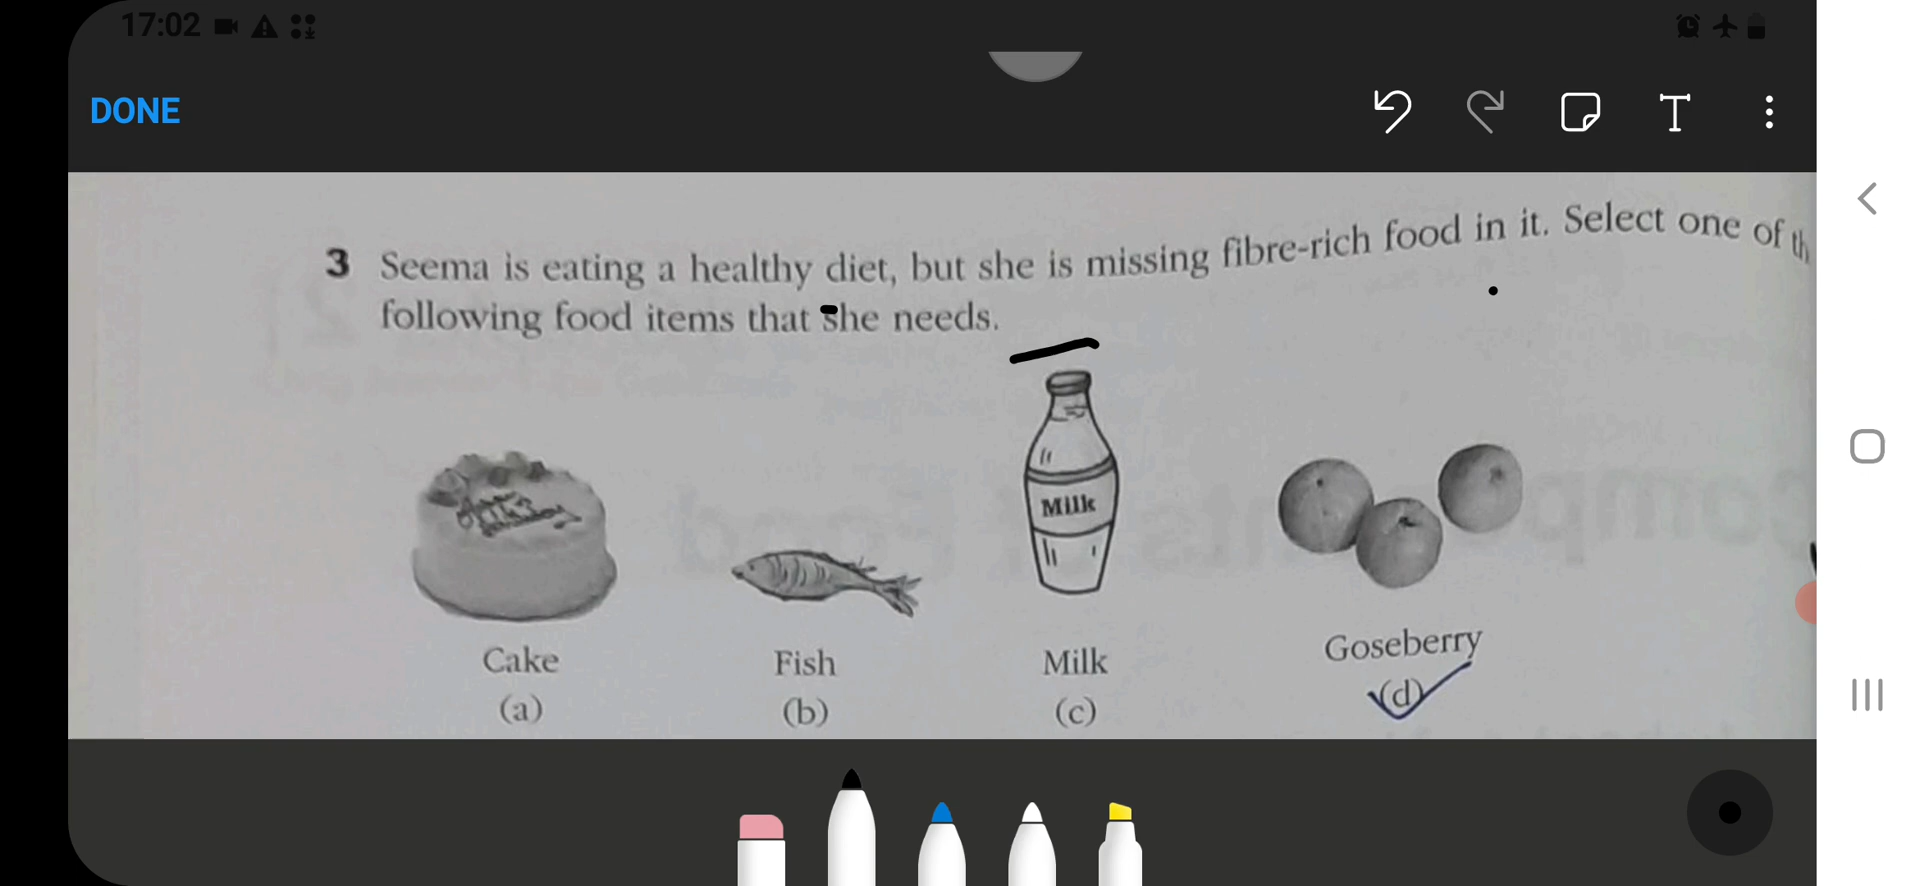 17:02
DONE
T
3 Seema is eating a healthy diet, but she is missing fibre-rich food in it. Select one of th
following food items that she needs.
Milk
Cake Fish Milk Goseberry
(a) (b) (c) (d)